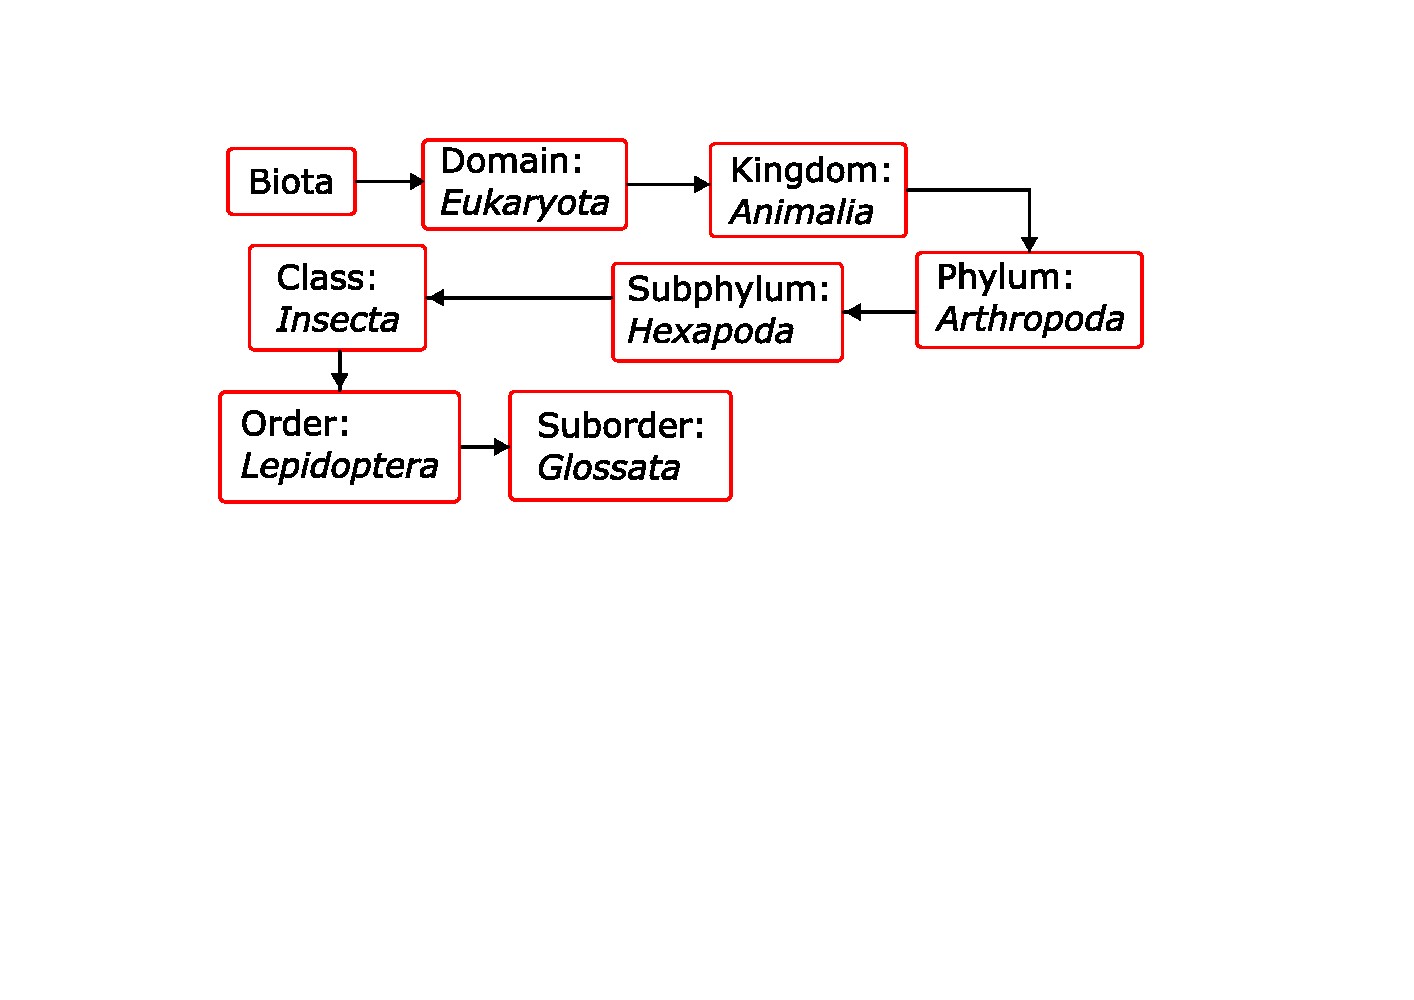 Biota
Domain:
Eukaryota
Kingdom:
Animalia
Phylum:
Arthropoda
Subphylum:
Hexapoda
Class:
Insecta
Order:
Lepidoptera
Suborder:
Glossata